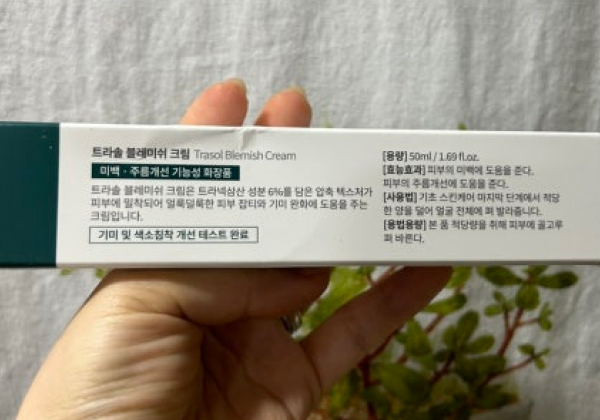 트라솔 블레미쉬 크림 Trasol Blemish Cream
미백·주름개선 기능성 화장품
트라솔 블레미쉬 크림은 트라넥삼산 성분 6%를 담은 압축 텍스처가
피부에 밀착되어 얼룩덜룩한 피부 잡티와 기미 완화에 도움을 주는
크림입니다.
기미 및 색소침착 개선 테스트 완료
[용량] 50ml / 1.69 fl.oz.
[효능효과] 피부의 미백에 도움을 준다.
피부의 주름개선에 도움을 준다.
[사용법] 기초 스킨케어 마지막 단계에서 적당
한 양을 덜어 얼굴 전체에 펴 발라줍니다.
[용법용량] 본 품 적당량을 취해 피부에 골고루
펴 바른다.